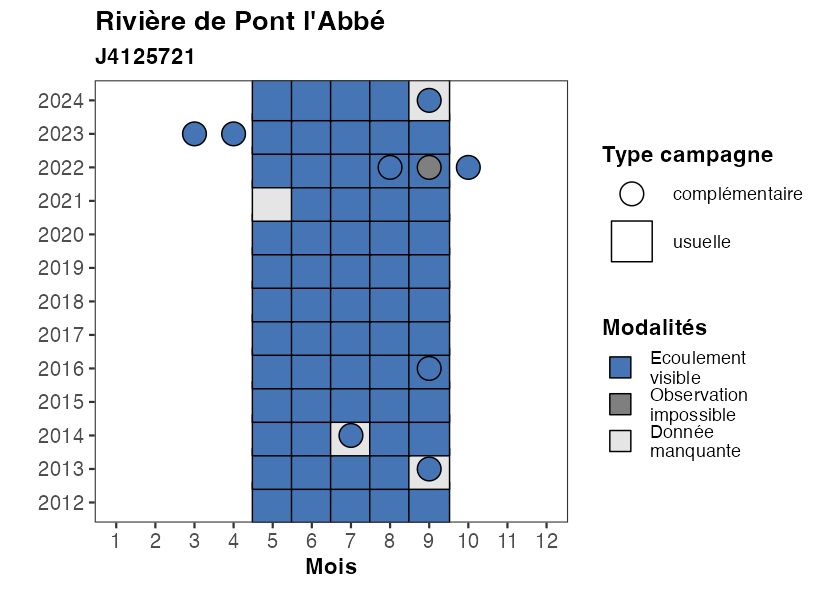 Rivière de Pont l'Abbé
J4125721
2024
2023
2022
2021
2020
2019
2018
2017
2016
2015
2014
2013
2012
1 2 3 4 5 6 7 8 9 10 11 12
Mois
Type campagne
complémentaire
usuelle
Modalités
Ecoulement
visible
Observation
impossible
Donnée
manquante